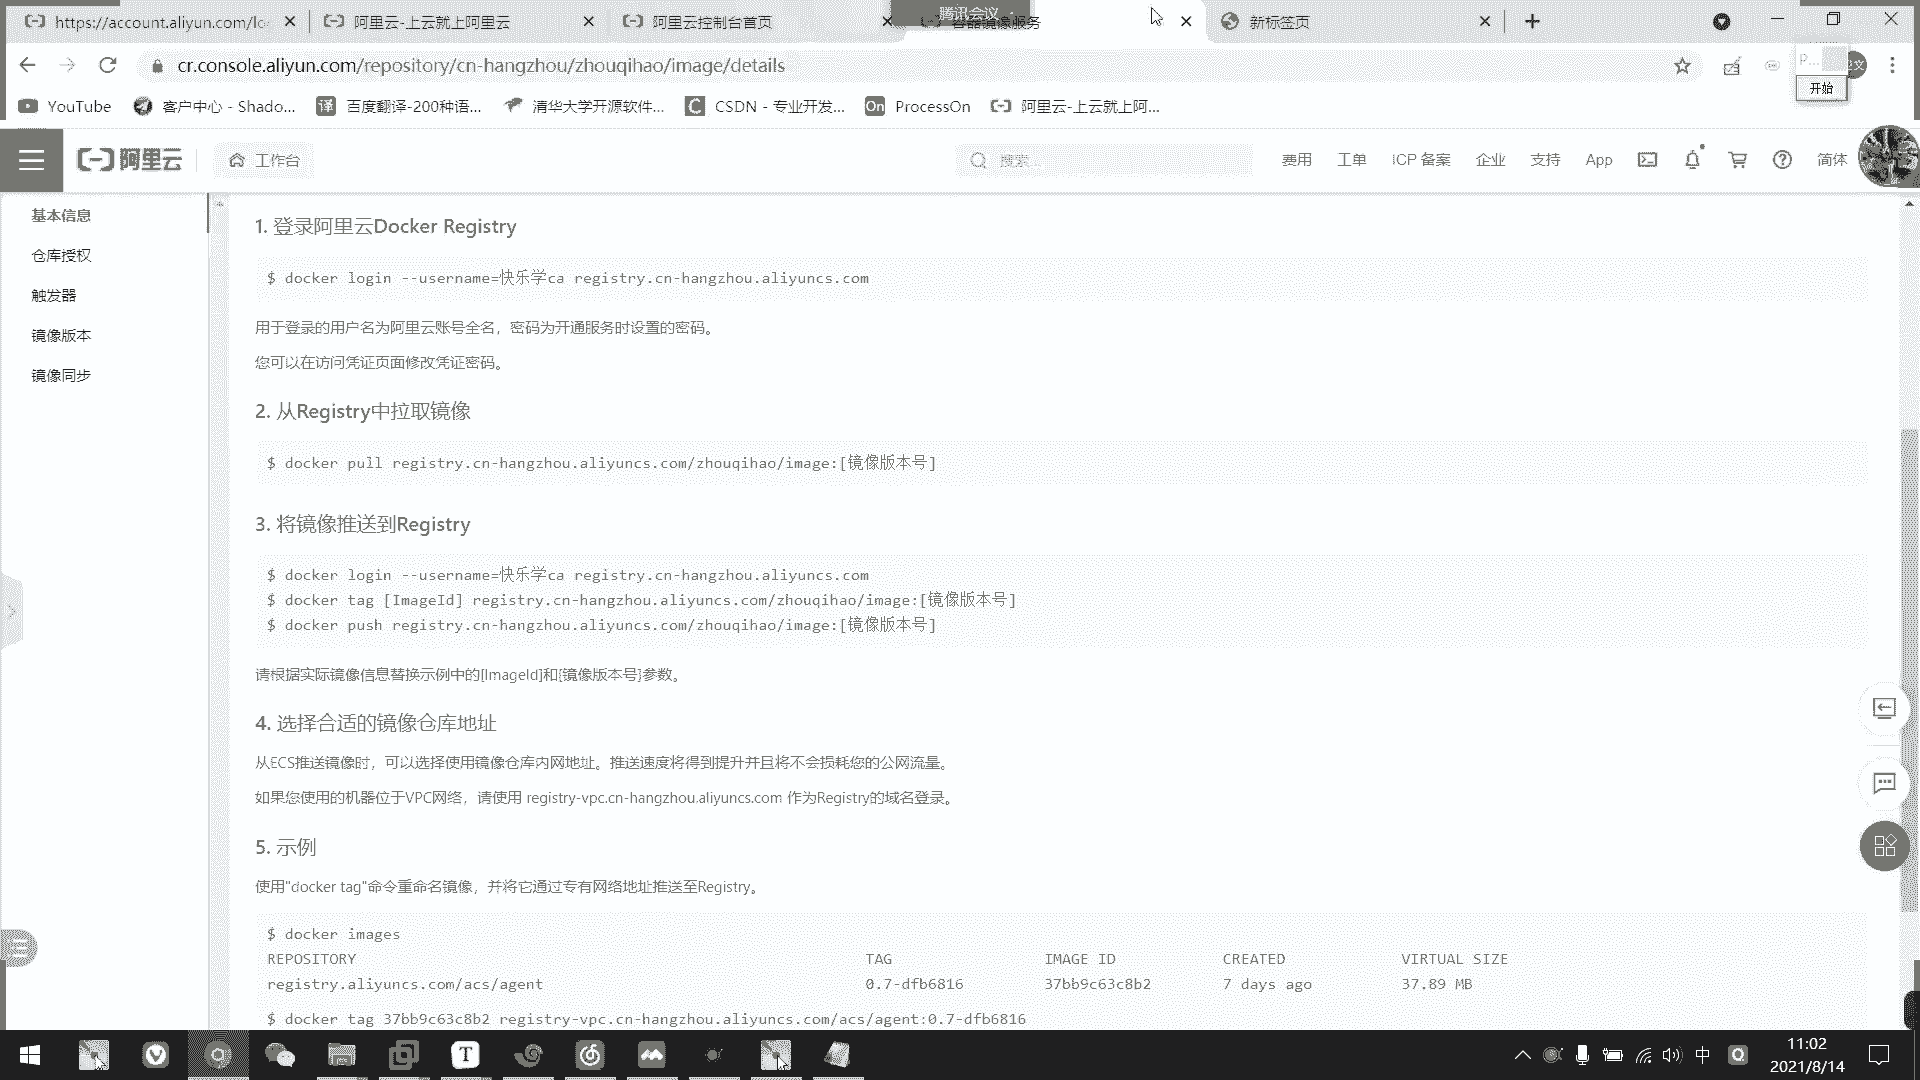 https://account.aliyun.com/lo
阿里云-上云就上阿里云
阿里云控制台首页
容器镜像服务
腾讯会议
新标签页
cr.console.aliyun.com/repository/cn-hangzhou/zhouqihao/image/details
开始
YouTube
客户中心 - Shado...
百度翻译-200种语...
清华大学开源软件...
CSDN - 专业开发...
ProcessOn
阿里云-上云就上阿...
阿里云
工作台
搜索...
费用
工单
ICP 备案
企业
支持
App
简体
基本信息
仓库授权
触发器
镜像版本
镜像同步
1. 登录阿里云Docker Registry
$ docker login --username=快乐学ca registry.cn-hangzhou.aliyuncs.com
用于登录的用户名为阿里云账号全名，密码为开通服务时设置的密码。
您可以在访问凭证页面修改凭证密码。
2. 从Registry中拉取镜像
$ docker pull registry.cn-hangzhou.aliyuncs.com/zhouqihao/image:[镜像版本号]
3. 将镜像推送到Registry
$ docker login --username=快乐学ca registry.cn-hangzhou.aliyuncs.com
$ docker tag [ImageId] registry.cn-hangzhou.aliyuncs.com/zhouqihao/image:[镜像版本号]
$ docker push registry.cn-hangzhou.aliyuncs.com/zhouqihao/image:[镜像版本号]
请根据实际镜像信息替换示例中的[ImageId]和[镜像版本号]参数。
4. 选择合适的镜像仓库地址
从ECS推送镜像时，可以选择使用镜像仓库内网地址。推送速度将得到提升并且将不会损耗您的公网流量。
如果您使用的机器位于VPC网络，请使用 registry-vpc.cn-hangzhou.aliyuncs.com 作为Registry的域名登录。
5. 示例
使用"docker tag"命令重命名镜像，并将它通过专有网络地址推送至Registry。
$ docker images
REPOSITORY TAG IMAGE ID CREATED VIRTUAL SIZE
registry.aliyuncs.com/acs/agent 0.7-dfb6816 37bb9c63c8b2 7 days ago 37.89 MB
$ docker tag 37bb9c63c8b2 registry-vpc.cn-hangzhou.aliyuncs.com/acs/agent:0.7-dfb6816
中
11:02
2021/8/14